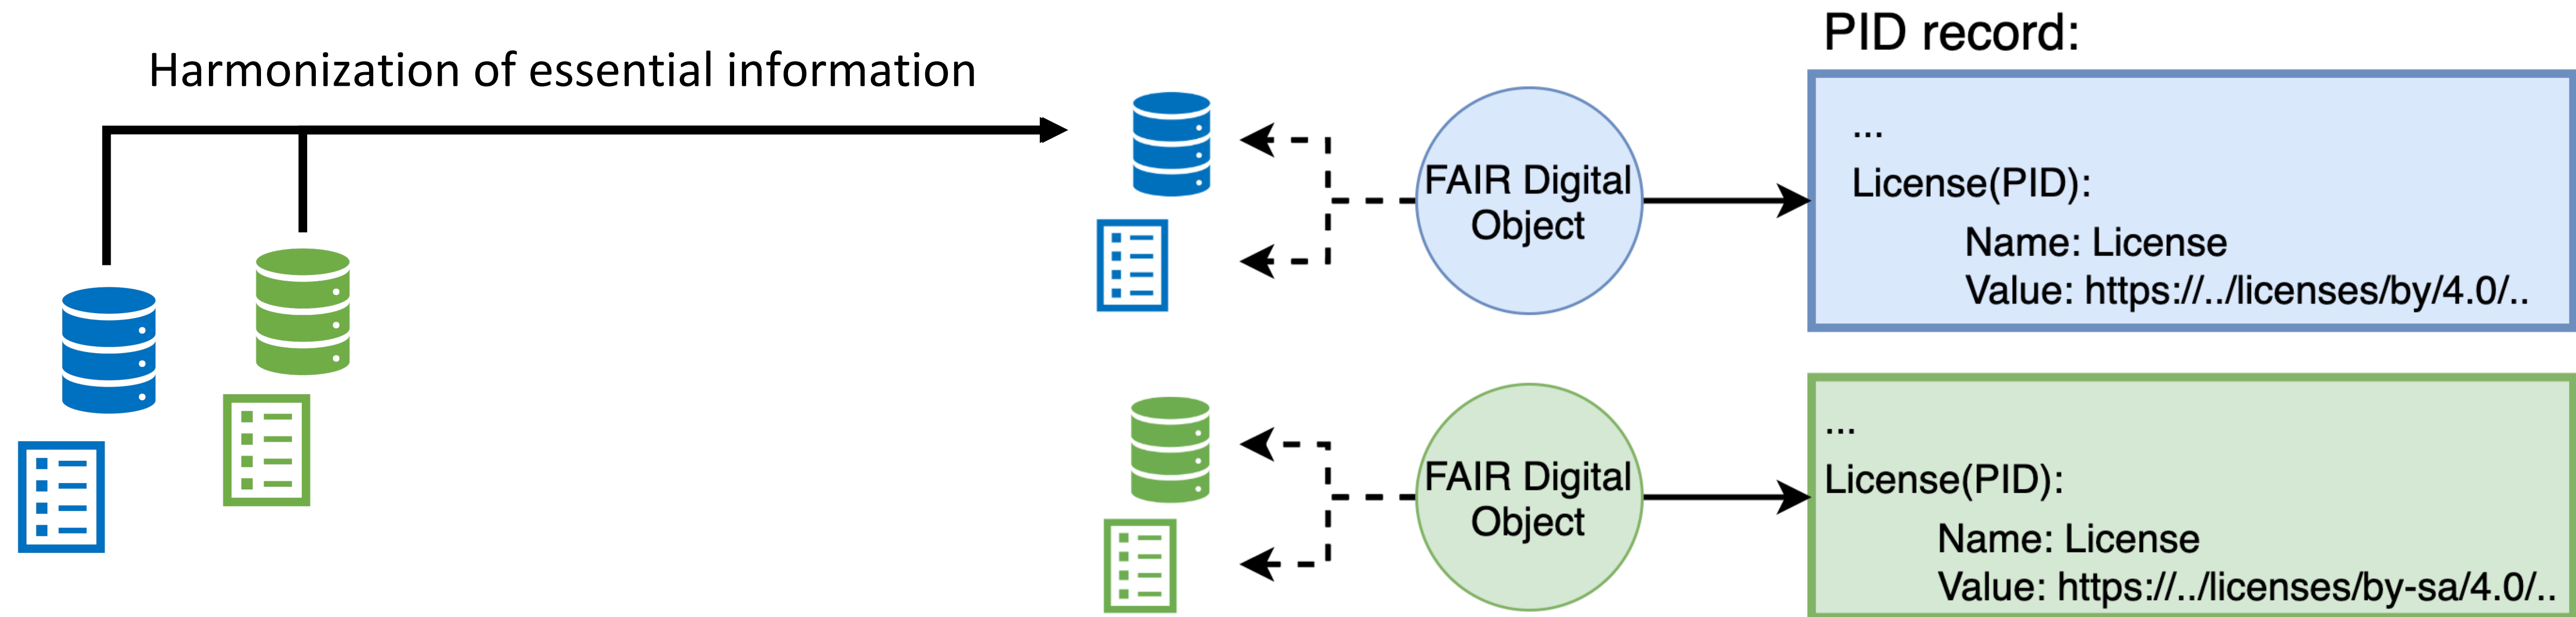 Harmonization of essential information
FAIR Digital
Object
PID record:
...
License(PID):
Name: License
Value: https://../licenses/by/4.0/..
FAIR Digital
Object
...
License(PID):
Name: License
Value: https://../licenses/by-sa/4.0/..